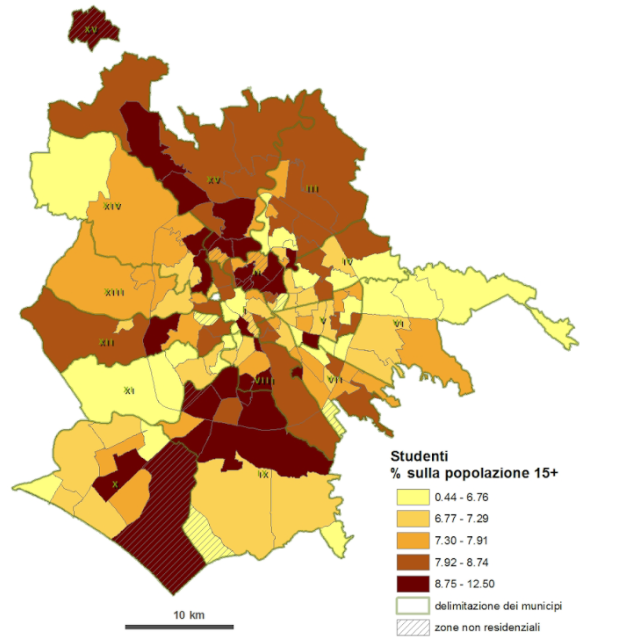 XV
XV
III
XIV
IV
II
XIII
I
V
VI
XII
VIII
VII
XI
IX
X
Studenti
% sulla popolazione 15+
0.44 - 6.76
6.77 - 7.29
7.30 - 7.91
7.92 - 8.74
8.75 - 12.50
delimitazione dei municipi
zone non residenziali
10 km